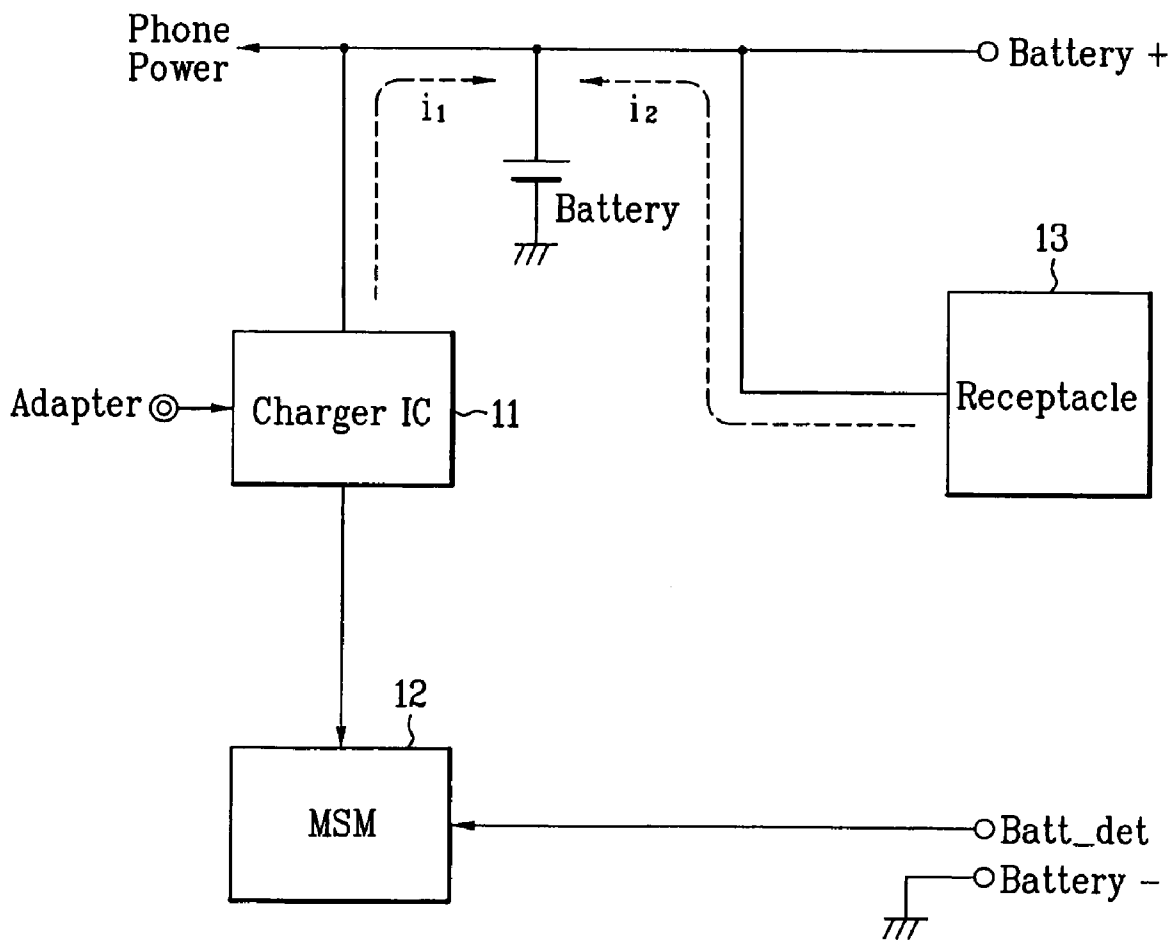 Phone
Power
Battery +
i1
i2
Battery
13
Adapter
Charger IC
11
Receptacle
12
MSM
Batt_det
Battery -